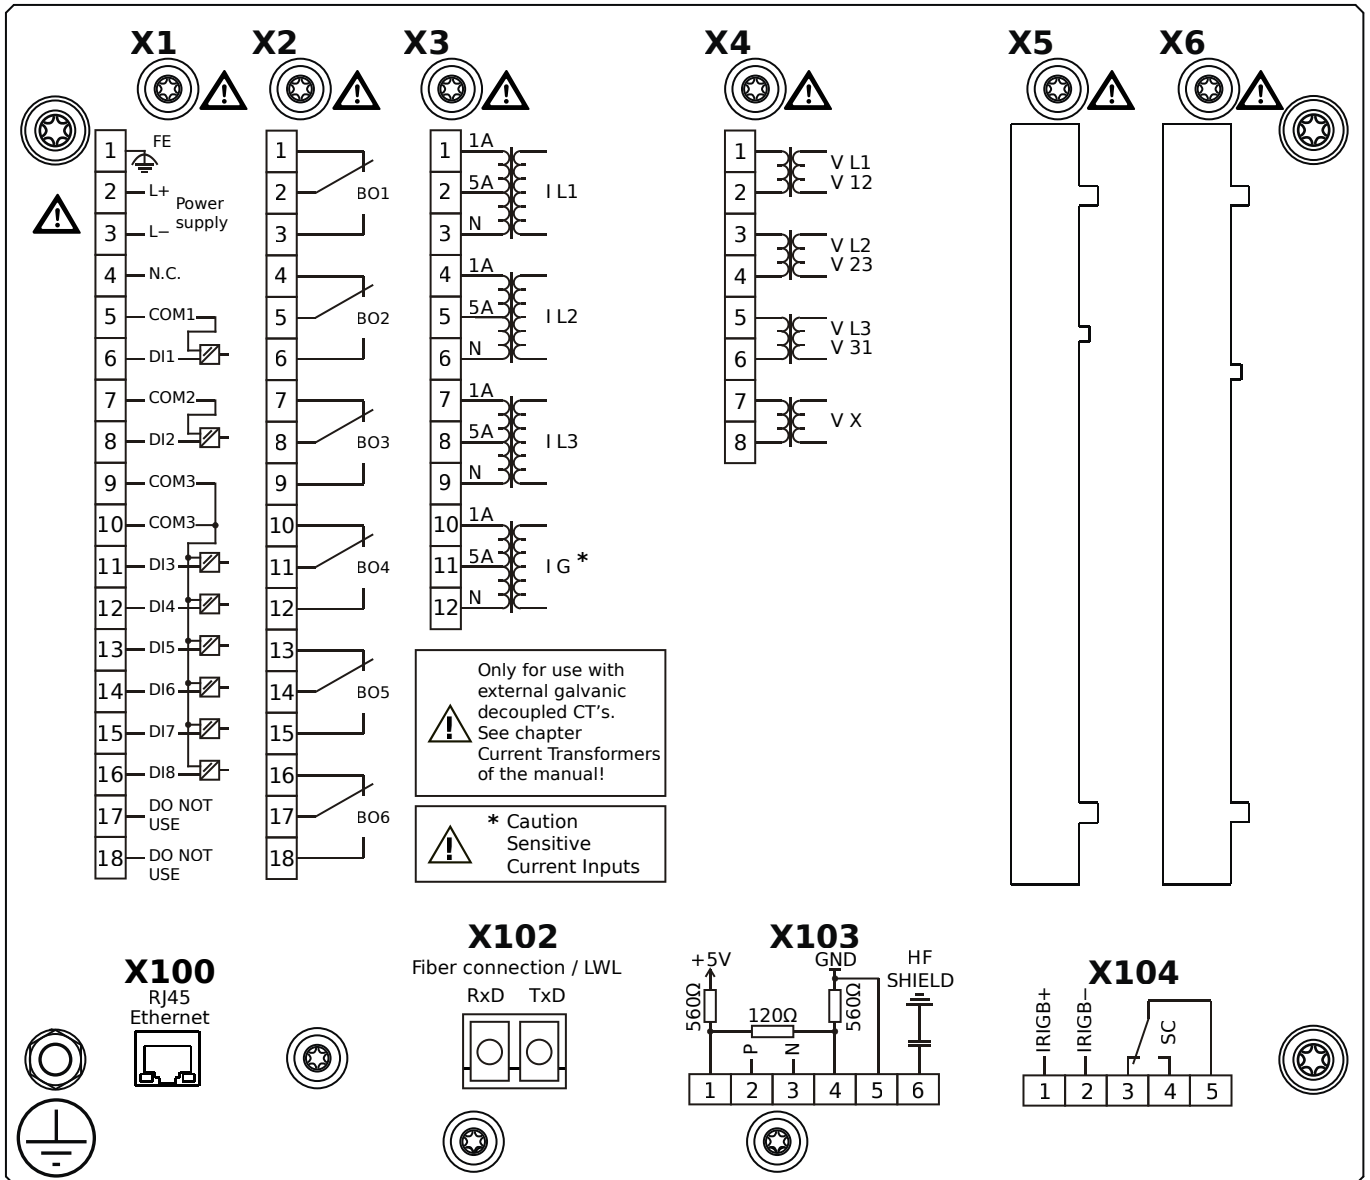 X1
X2
X3
X4
X5
X6
1 FE
2 L+
Power
supply
3 L−
4 N.C.
5 COM1
6 DI1
7 COM2
8 DI2
9 COM3
10 COM3
11 DI3
12 DI4
13 DI5
14 DI6
15 DI7
16 DI8
17 DO NOT
USE
18 DO NOT
USE
1
2 BO1
3
4
5 BO2
6
7
8 BO3
9
10
11 BO4
12
13
14 BO5
15
16
17 BO6
18
1 1A
2 5A I L1
3 N
4 1A
5 5A I L2
6 N
7 1A
8 5A I L3
9 N
10 1A
11 5A I G *
12 N
Only for use with
external galvanic
decoupled CT's.
See chapter
Current Transformers
of the manual!
* Caution
Sensitive
Current Inputs
1 V L1
2 V 12
3 V L2
4 V 23
5 V L3
6 V 31
7 V X
8
X100
RJ45
Ethernet
X102
Fiber connection / LWL
RxD TxD
X103
+5V GND HF
SHIELD
560Ω 120Ω 560Ω
P N
1 2 3 4 5 6
X104
IRIGB+ IRIGB− SC
1 2 3 4 5